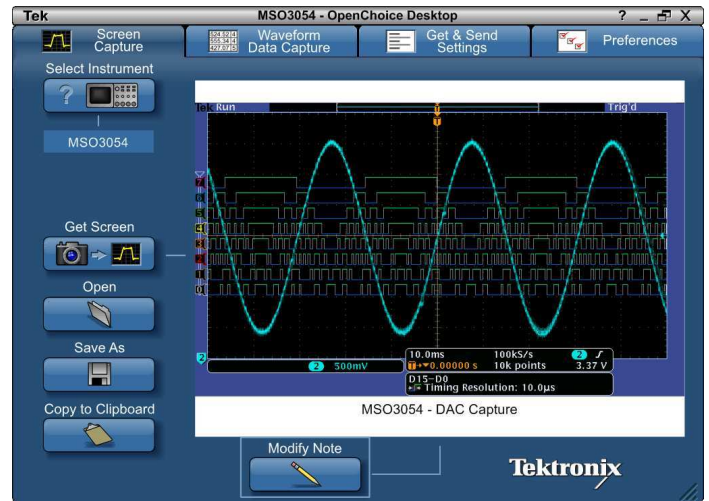 Tek
MSO3054 - OpenChoice Desktop
? _ X
Screen
Capture
Waveform
Data Capture
Get & Send
Settings
Preferences
Select Instrument
?
MSO3054
Get Screen
Open
Save As
Copy to Clipboard
Tek Run
Trig'd
2
2 500mV
10.0ms 100kS/s 2
0.00000 s 10k points 3.37 V
D15-D0
Timing Resolution: 10.0µs
MSO3054 - DAC Capture
Modify Note
Tektronix